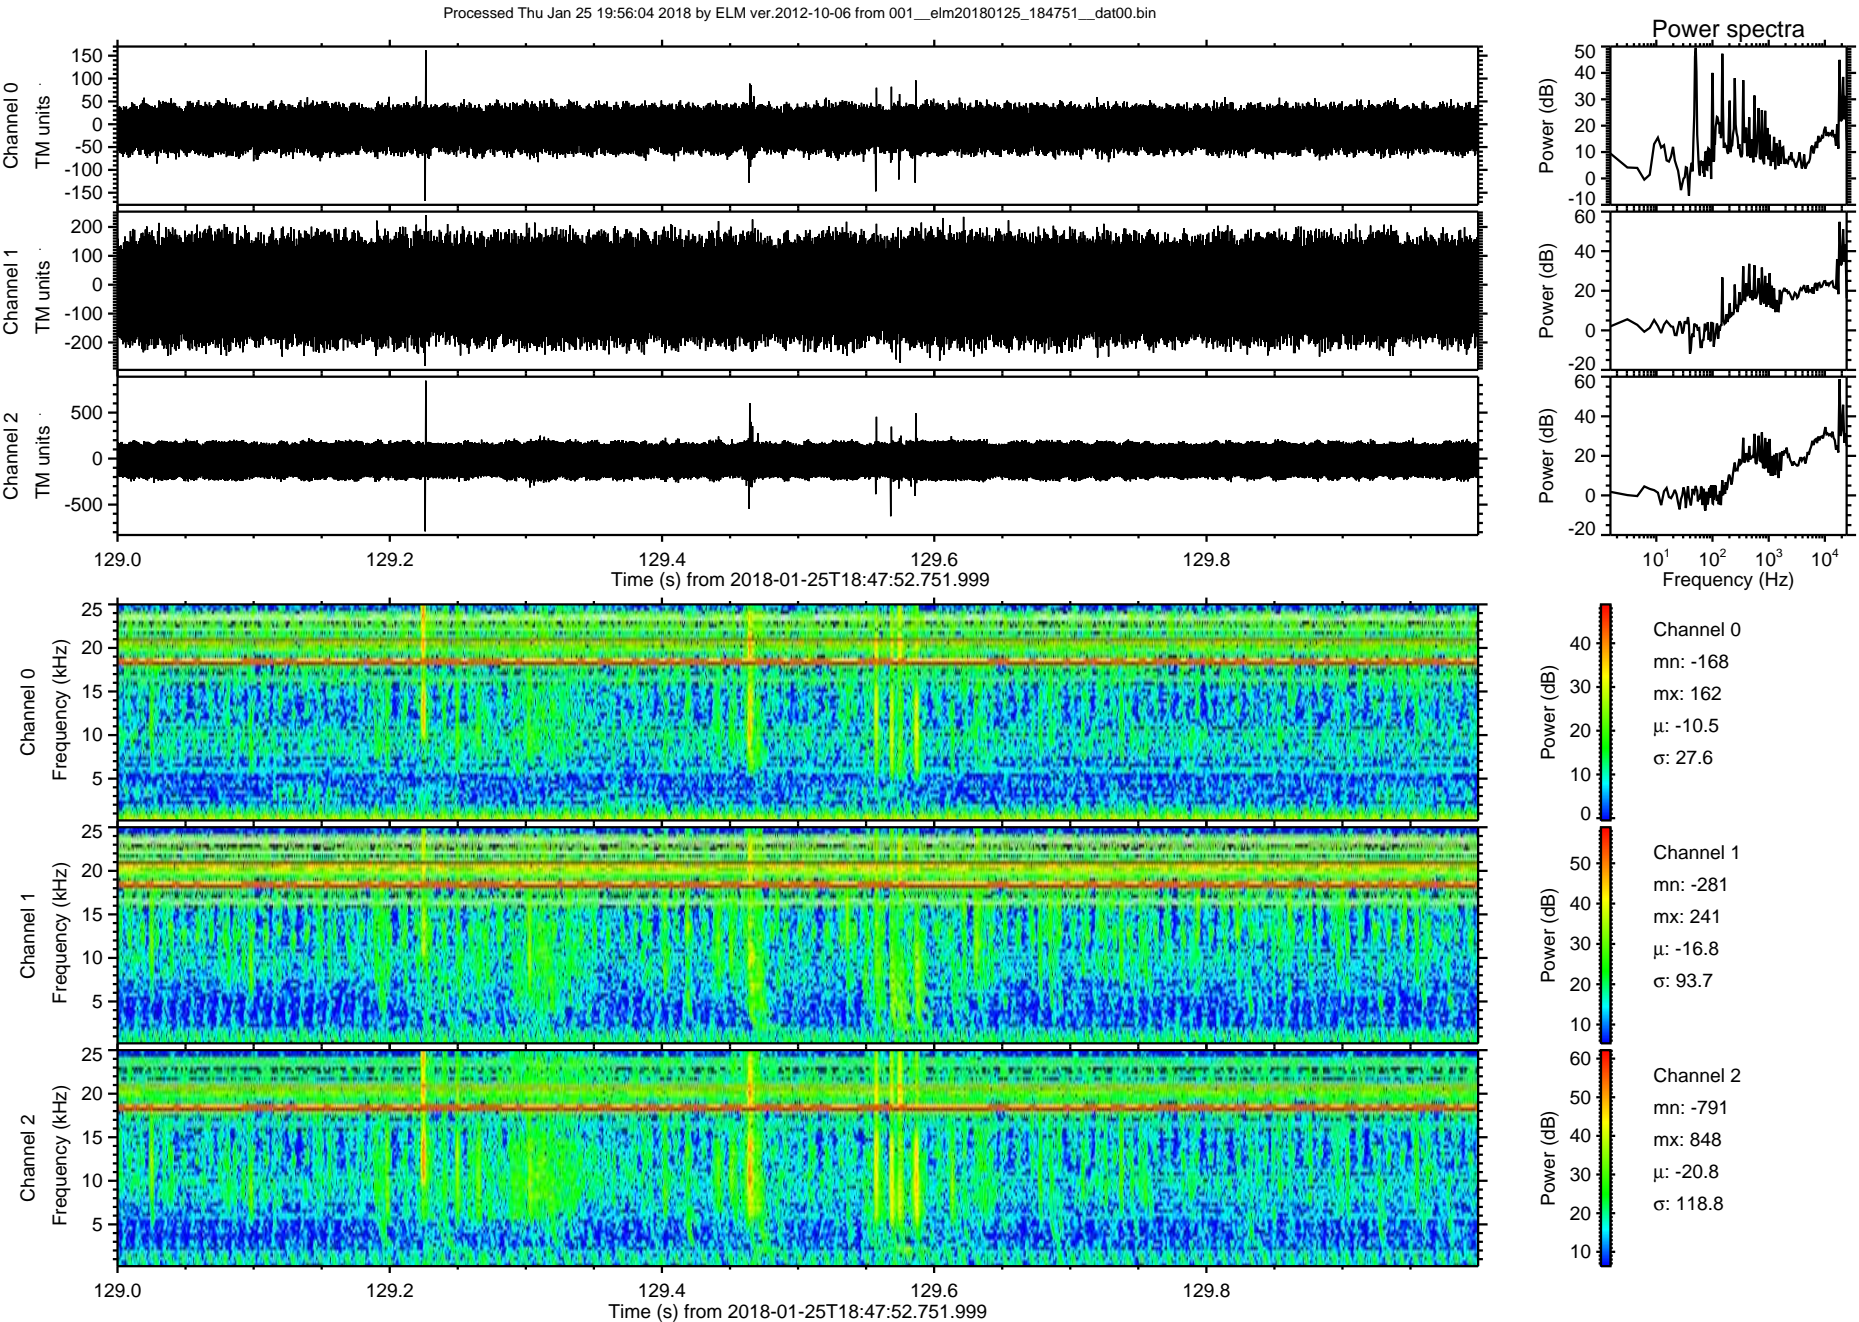 Processed Thu Jan 25 19:56:04 2018 by ELM ver.2012-10-06 from 001__elm20180125_184751__dat00.bin
Power spectra
Channel 0
TM units
150
100
50
0
-50
-100
-150
Power (dB)
50
40
30
20
10
0
-10
Channel 1
TM units
200
100
0
-100
-200
Power (dB)
60
40
20
0
-20
Channel 2
TM units
500
0
-500
Power (dB)
60
40
20
0
-20
129.0 129.2 129.4 129.6 129.8
Time (s) from 2018-01-25T18:47:52.751.999
10^1 10^2 10^3 10^4
Frequency (Hz)
Channel 0
Frequency (kHz)
25
20
15
10
5
Power (dB)
40
30
20
10
0
Channel 0
mn: -168
mx: 162
μ: -10.5
σ: 27.6
Channel 1
Frequency (kHz)
25
20
15
10
5
Power (dB)
50
40
30
20
10
Channel 1
mn: -281
mx: 241
μ: -16.8
σ: 93.7
Channel 2
Frequency (kHz)
25
20
15
10
5
Power (dB)
60
50
40
30
20
10
Channel 2
mn: -791
mx: 848
μ: -20.8
σ: 118.8
129.0 129.2 129.4 129.6 129.8
Time (s) from 2018-01-25T18:47:52.751.999